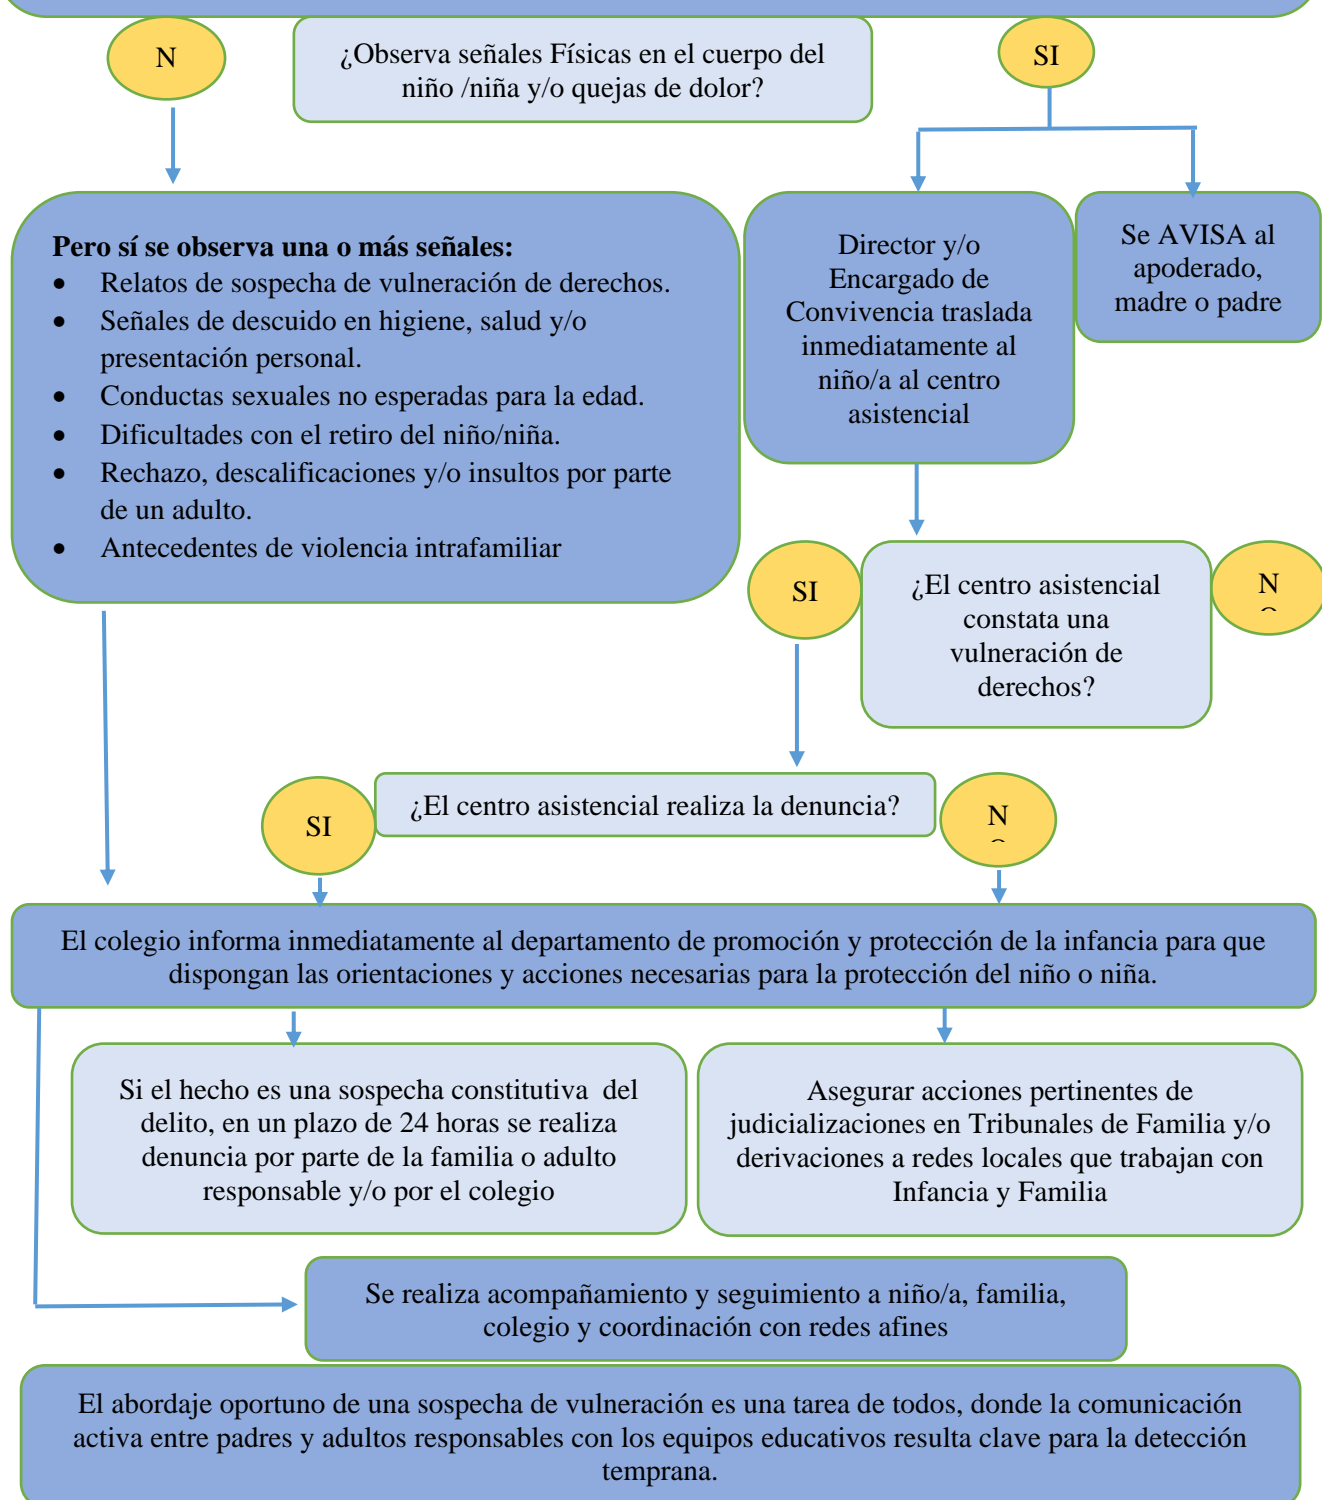 N
¿Observa señales Físicas en el cuerpo del
niño /niña y/o quejas de dolor?
SI
Pero sí se observa una o más señales:
• Relatos de sospecha de vulneración de derechos.
• Señales de descuido en higiene, salud y/o
presentación personal.
• Conductas sexuales no esperadas para la edad.
• Dificultades con el retiro del niño/niña.
• Rechazo, descalificaciones y/o insultos por parte
de un adulto.
• Antecedentes de violencia intrafamiliar
Director y/o
Encargado de
Convivencia traslada
inmediatamente al
niño/a al centro
asistencial
Se AVISA al
apoderado,
madre o padre
SI
¿El centro asistencial
constata una
vulneración de
derechos?
N
O
SI
¿El centro asistencial realiza la denuncia?
N
O
El colegio informa inmediatamente al departamento de promoción y protección de la infancia para que
dispongan las orientaciones y acciones necesarias para la protección del niño o niña.
Si el hecho es una sospecha constitutiva del
delito, en un plazo de 24 horas se realiza
denuncia por parte de la familia o adulto
responsable y/o por el colegio
Asegurar acciones pertinentes de
judicializaciones en Tribunales de Familia y/o
derivaciones a redes locales que trabajan con
Infancia y Familia
Se realiza acompañamiento y seguimiento a niño/a, familia,
colegio y coordinación con redes afines
El abordaje oportuno de una sospecha de vulneración es una tarea de todos, donde la comunicación
activa entre padres y adultos responsables con los equipos educativos resulta clave para la detección
temprana.